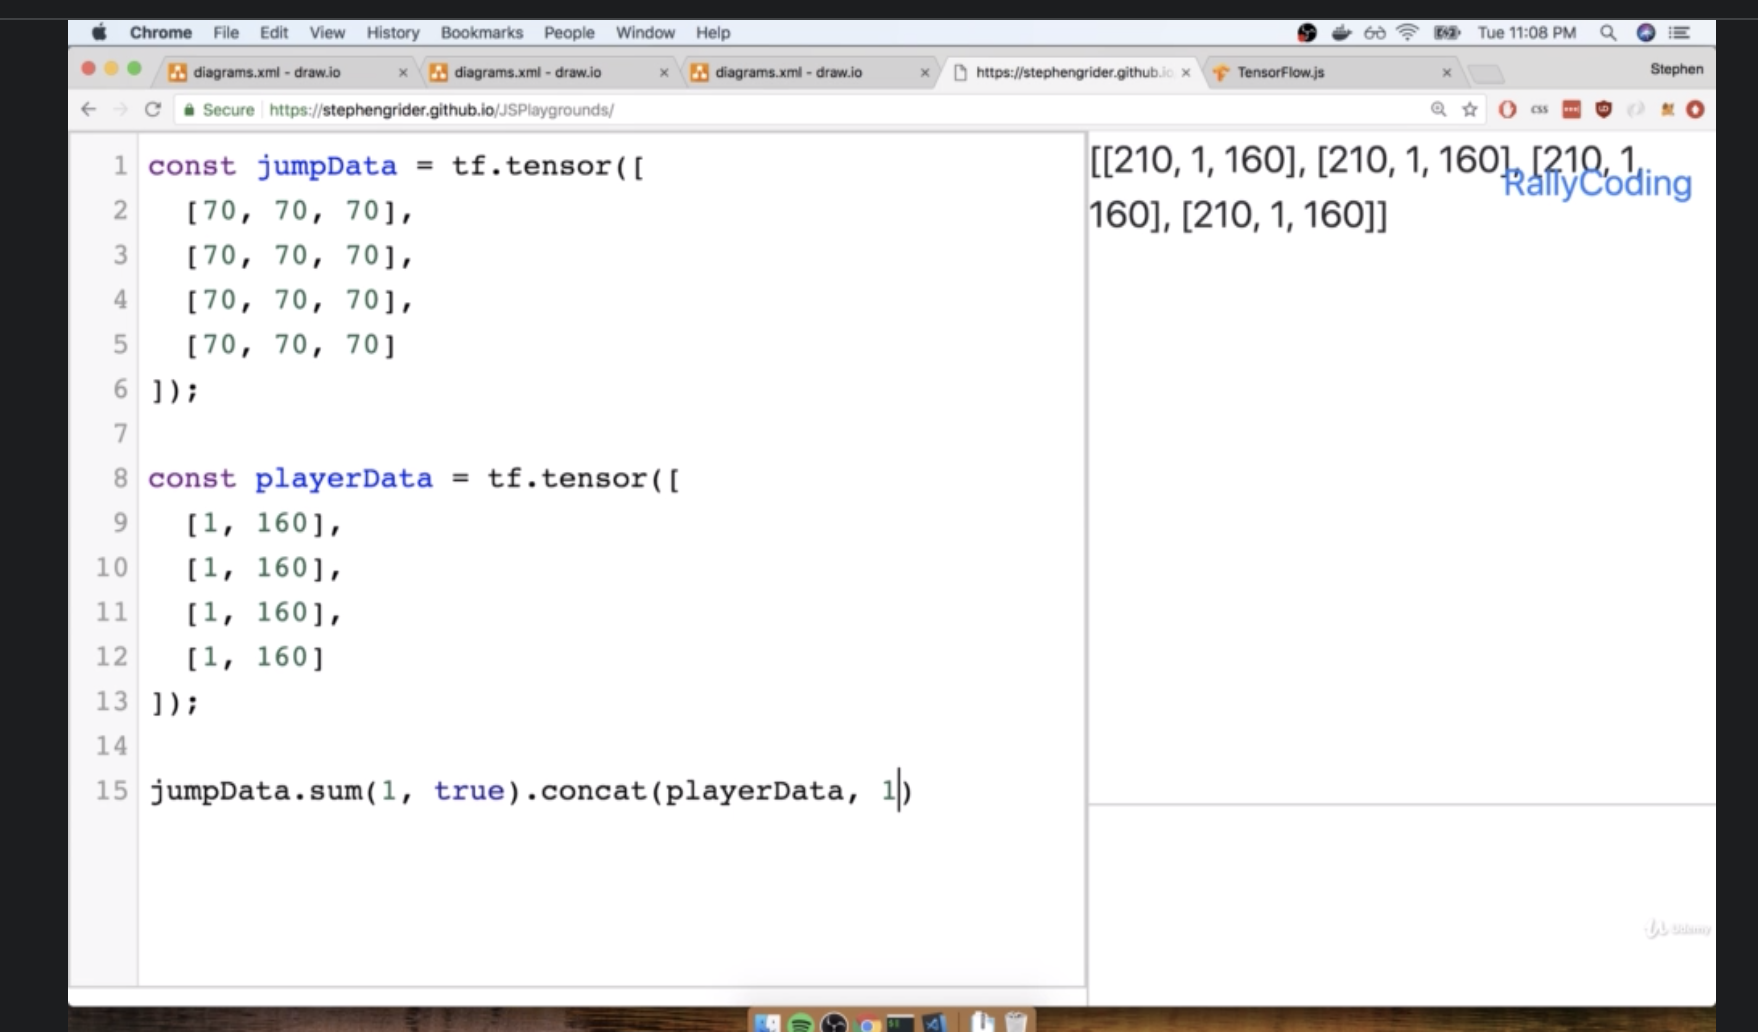 Chrome File Edit View History Bookmarks People Window Help Tue 11:08 PM
diagrams.xml - draw.io diagrams.xml - draw.io diagrams.xml - draw.io https://stephengrider.github.io TensorFlow.js Stephen
Secure https://stephengrider.github.io/JSPlaygrounds/ css
1 const jumpData = tf.tensor([
2 [70, 70, 70],
3 [70, 70, 70],
4 [70, 70, 70],
5 [70, 70, 70]
6 ]);
7
8 const playerData = tf.tensor([
9 [1, 160],
10 [1, 160],
11 [1, 160],
12 [1, 160]
13 ]);
14
15 jumpData.sum(1, true).concat(playerData, 1)
[[210, 1, 160], [210, 1, 160], [210, 1,
160], [210, 1, 160]]
RallyCoding
Udemy